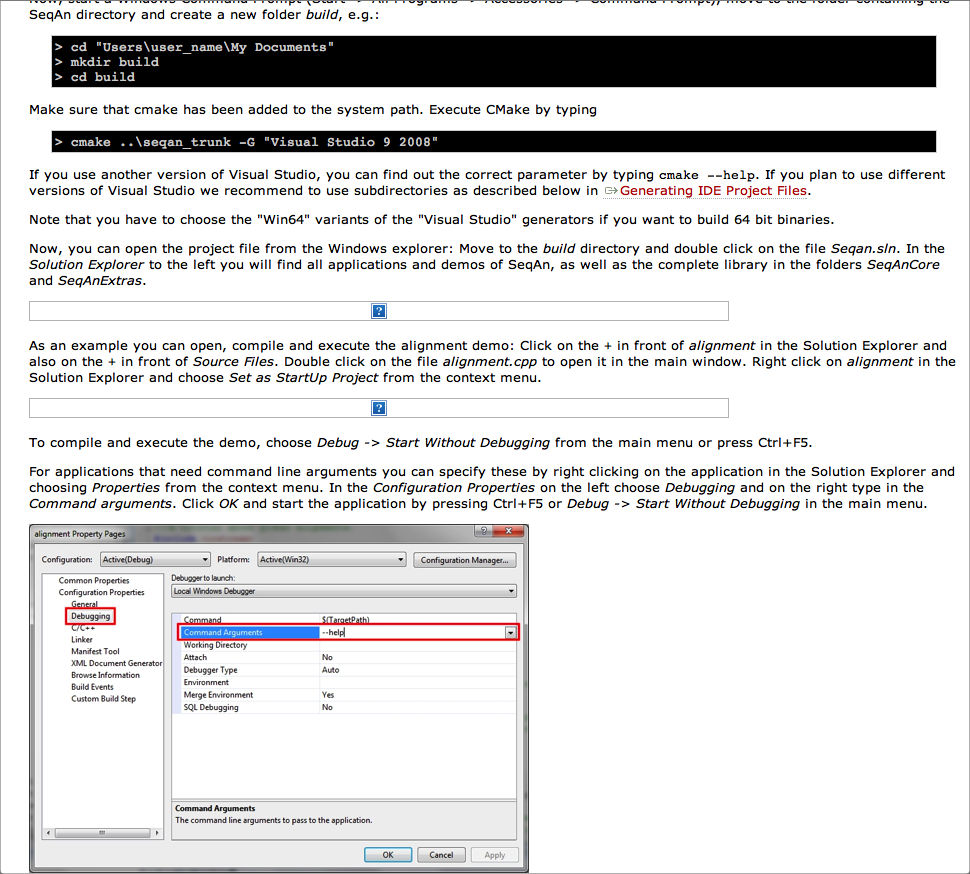 Now, start a Windows Command Prompt (Start -> All Programs -> Accessories -> Command Prompt), move to the folder containing the
SeqAn directory and create a new folder build, e.g.:
> cd "Users\user_name\My Documents"
> mkdir build
> cd build
Make sure that cmake has been added to the system path. Execute CMake by typing
> cmake ..\seqan_trunk -G "Visual Studio 9 2008"
If you use another version of Visual Studio, you can find out the correct parameter by typing cmake --help. If you plan to use different
versions of Visual Studio we recommend to use subdirectories as described below in Generating IDE Project Files.
Note that you have to choose the "Win64" variants of the "Visual Studio" generators if you want to build 64 bit binaries.
Now, you can open the project file from the Windows explorer: Move to the build directory and double click on the file Seqan.sln. In the
Solution Explorer to the left you will find all applications and demos of SeqAn, as well as the complete library in the folders SeqAnCore
and SeqAnExtras.
?
As an example you can open, compile and execute the alignment demo: Click on the + in front of alignment in the Solution Explorer and
also on the + in front of Source Files. Double click on the file alignment.cpp to open it in the main window. Right click on alignment in the
Solution Explorer and choose Set as StartUp Project from the context menu.
?
To compile and execute the demo, choose Debug -> Start Without Debugging from the main menu or press Ctrl+F5.
For applications that need command line arguments you can specify these by right clicking on the application in the Solution Explorer and
choosing Properties from the context menu. In the Configuration Properties on the left choose Debugging and on the right type in the
Command arguments. Click OK and start the application by pressing Ctrl+F5 or Debug -> Start Without Debugging in the main menu.
alignment Property Pages
Configuration: Active(Debug) Platform: Active(Win32) Configuration Manager...
Common Properties
Configuration Properties
General
Debugging
C/C++
Linker
Manifest Tool
XML Document Generator
Browse Information
Build Events
Custom Build Step
Debugger to launch:
Local Windows Debugger
Command $(TargetPath)
Command Arguments --help
Working Directory
Attach No
Debugger Type Auto
Environment
Merge Environment Yes
SQL Debugging No
Command Arguments
The command line arguments to pass to the application.
OK Cancel Apply